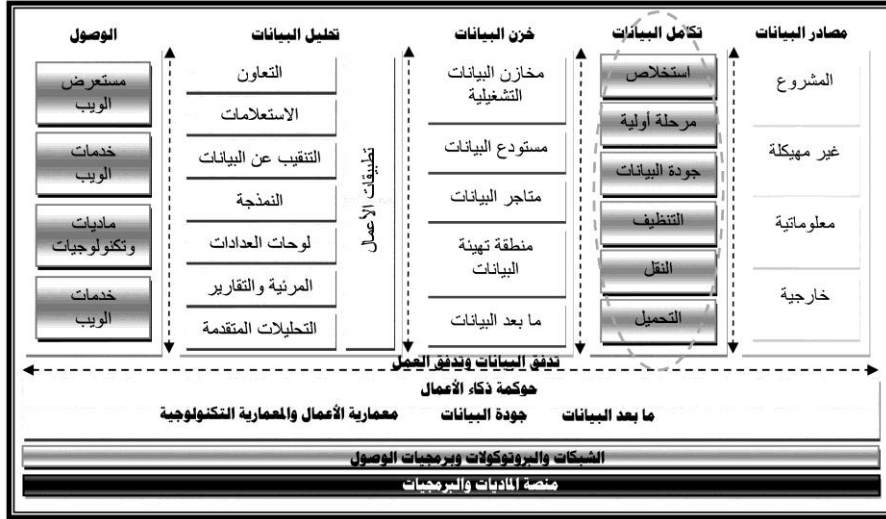 مصادر البيانات
المشروع
غير مهيكلة
معلوماتية
خارجية
تكامل البيانات
استخلاص
مرحلة أولية
جودة البيانات
التنظيف
النقل
التحميل
خزن البيانات
مخازن البيانات
التشغيلية
مستودع البيانات
متاجر البيانات
منطقة تهيئة
البيانات
ما بعد البيانات
تحليل البيانات
تطبيقات الأعمال
التعاون
الاستعلامات
التنقيب عن البيانات
النمذجة
لوحات العدادات
المرئية والتقارير
التحليلات المتقدمة
الوصول
مستعرض
الويب
خدمات
الويب
ماديات
وتكنولوجيات
خدمات
الويب
تدفق البيانات وتدفق العمل
حوكمة ذكاء الأعمال
ما بعد البيانات جودة البيانات معمارية الأعمال والمعمارية التكنولوجية
الشبكات والبروتوكولات وبرمجيات الوصول
منصة الماديات والبرمجيات